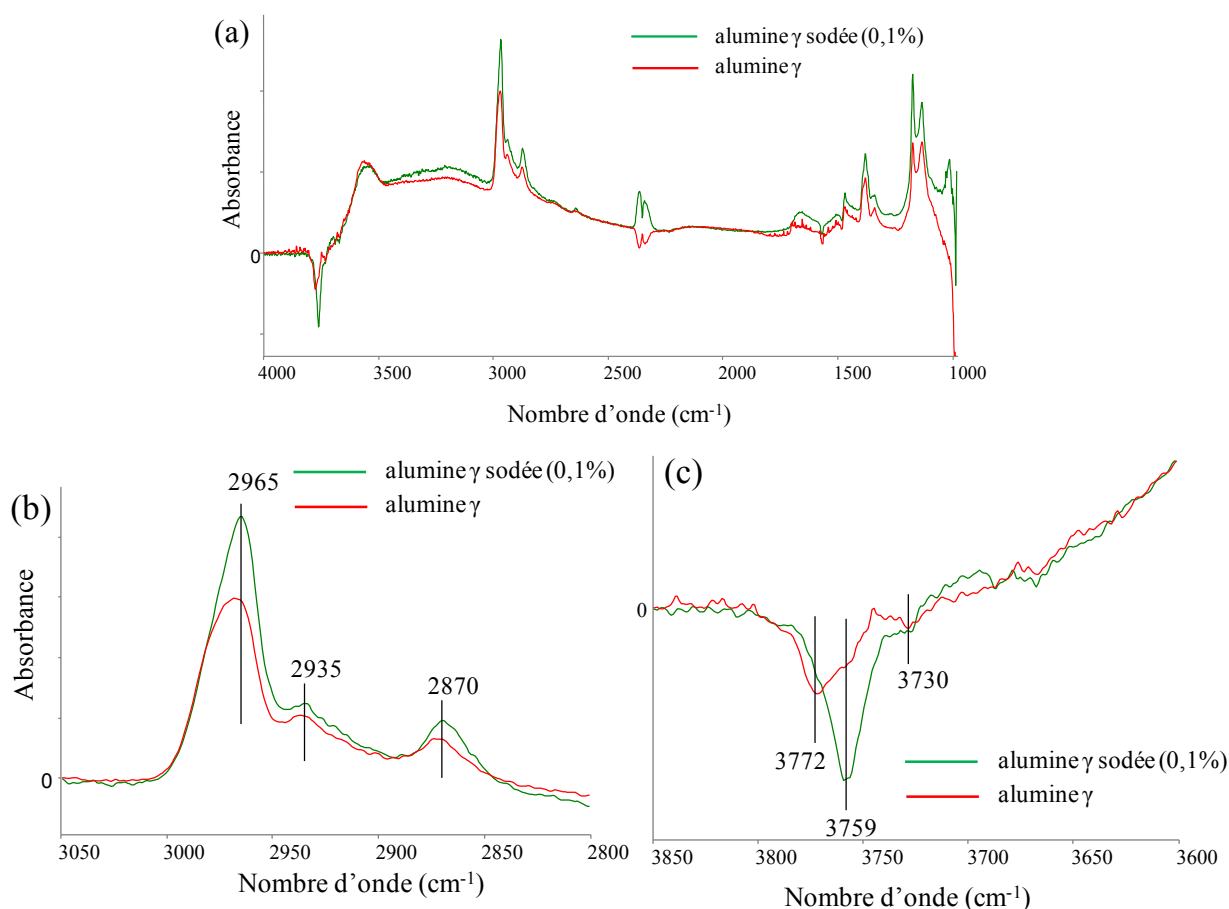 (a)
alumine γ sodée (0,1%)
alumine γ
Absorbance
0
4000 3500 3000 2500 2000 1500 1000
Nombre d'onde (cm-1)
(b)
alumine γ sodée (0,1%)
alumine γ
2965
2935
2870
Absorbance
0
3050 3000 2950 2900 2850 2800
Nombre d'onde (cm-1)
(c)
0
3730
3772
3759
alumine γ sodée (0,1%)
alumine γ
3850 3800 3750 3700 3650 3600
Nombre d'onde (cm-1)